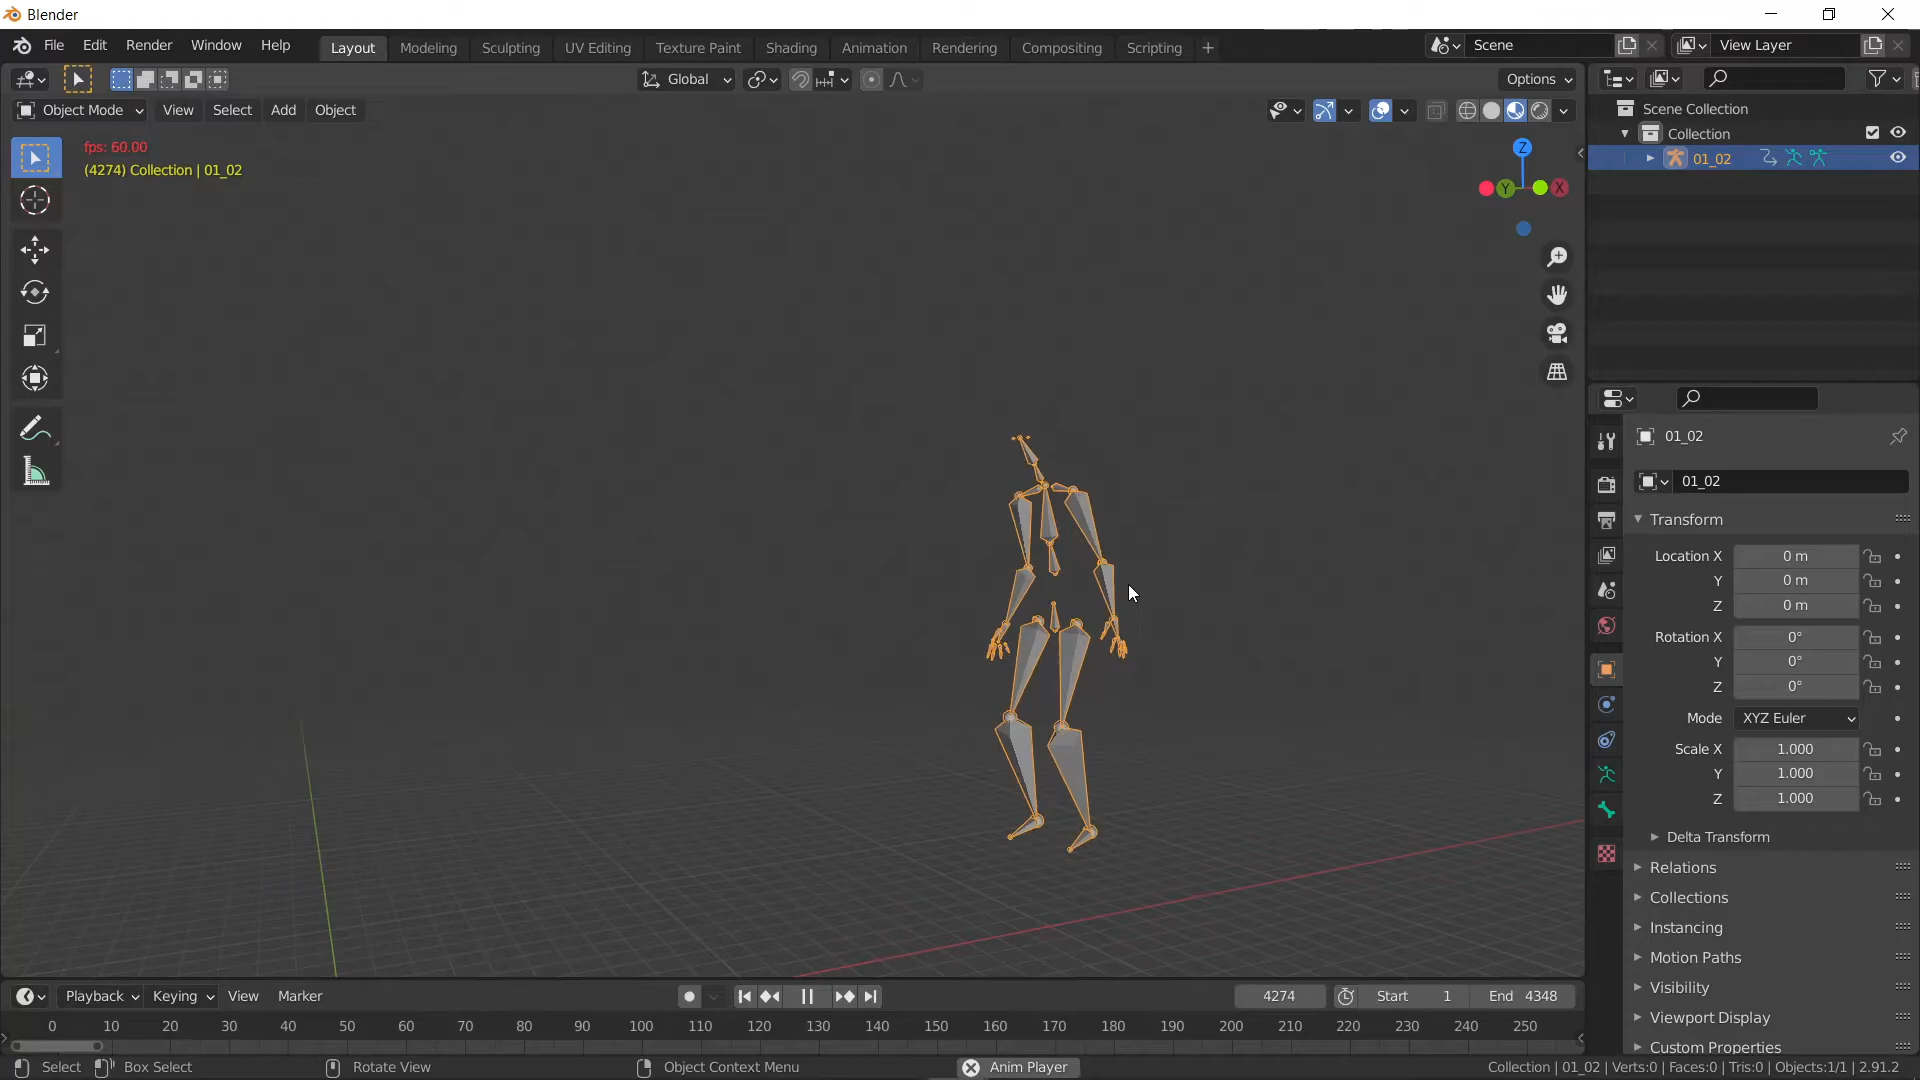 Blender
File Edit Render Window Help Layout Modeling Sculpting UV Editing Texture Paint Shading Animation Rendering Compositing Scripting + Scene View Layer
Global Options
Object Mode View Select Add Object
Scene Collection
Collection
01_02
fps: 60.00
(4274) Collection | 01_02
Z
Y X
01_02
01_02
Transform
Location X 0 m
Y 0 m
Z 0 m
Rotation X 0°
Y 0°
Z 0°
Mode XYZ Euler
Scale X 1.000
Y 1.000
Z 1.000
Delta Transform
Relations
Collections
Instancing
Motion Paths
Visibility
Viewport Display
Custom Properties
Playback Keying View Marker 4274 Start 1 End 4348
0 10 20 30 40 50 60 70 80 90 100 110 120 130 140 150 160 170 180 190 200 210 220 230 240 250
Select Box Select Rotate View Object Context Menu Anim Player Collection | 01_02 | Verts:0 | Faces:0 | Tris:0 | Objects:1/1 | 2.91.2